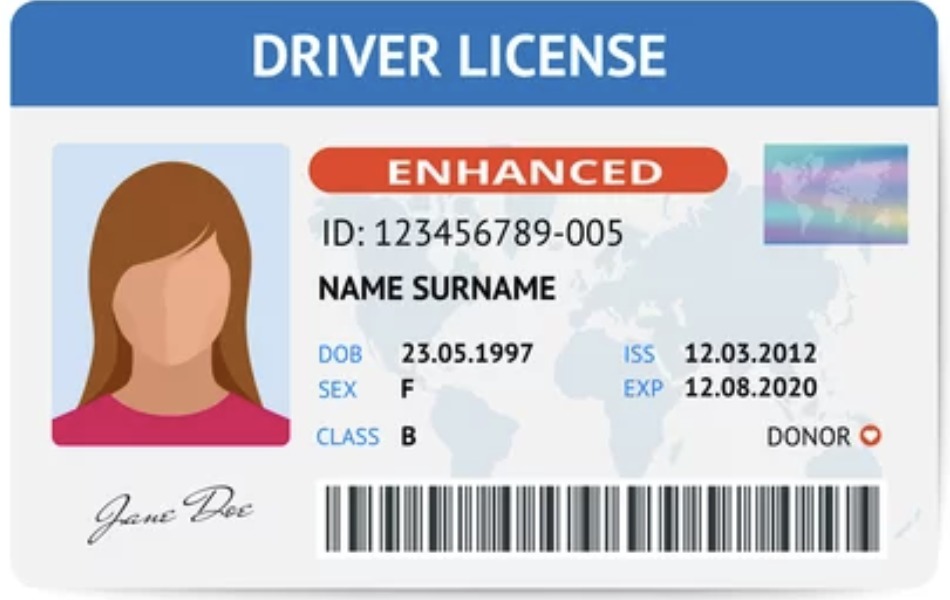 DRIVER LICENSE
ENHANCED
ID: 123456789-005
NAME SURNAME
DOB 23.05.1997 ISS 12.03.2012
SEX F EXP 12.08.2020
CLASS B DONOR
Jane Doe